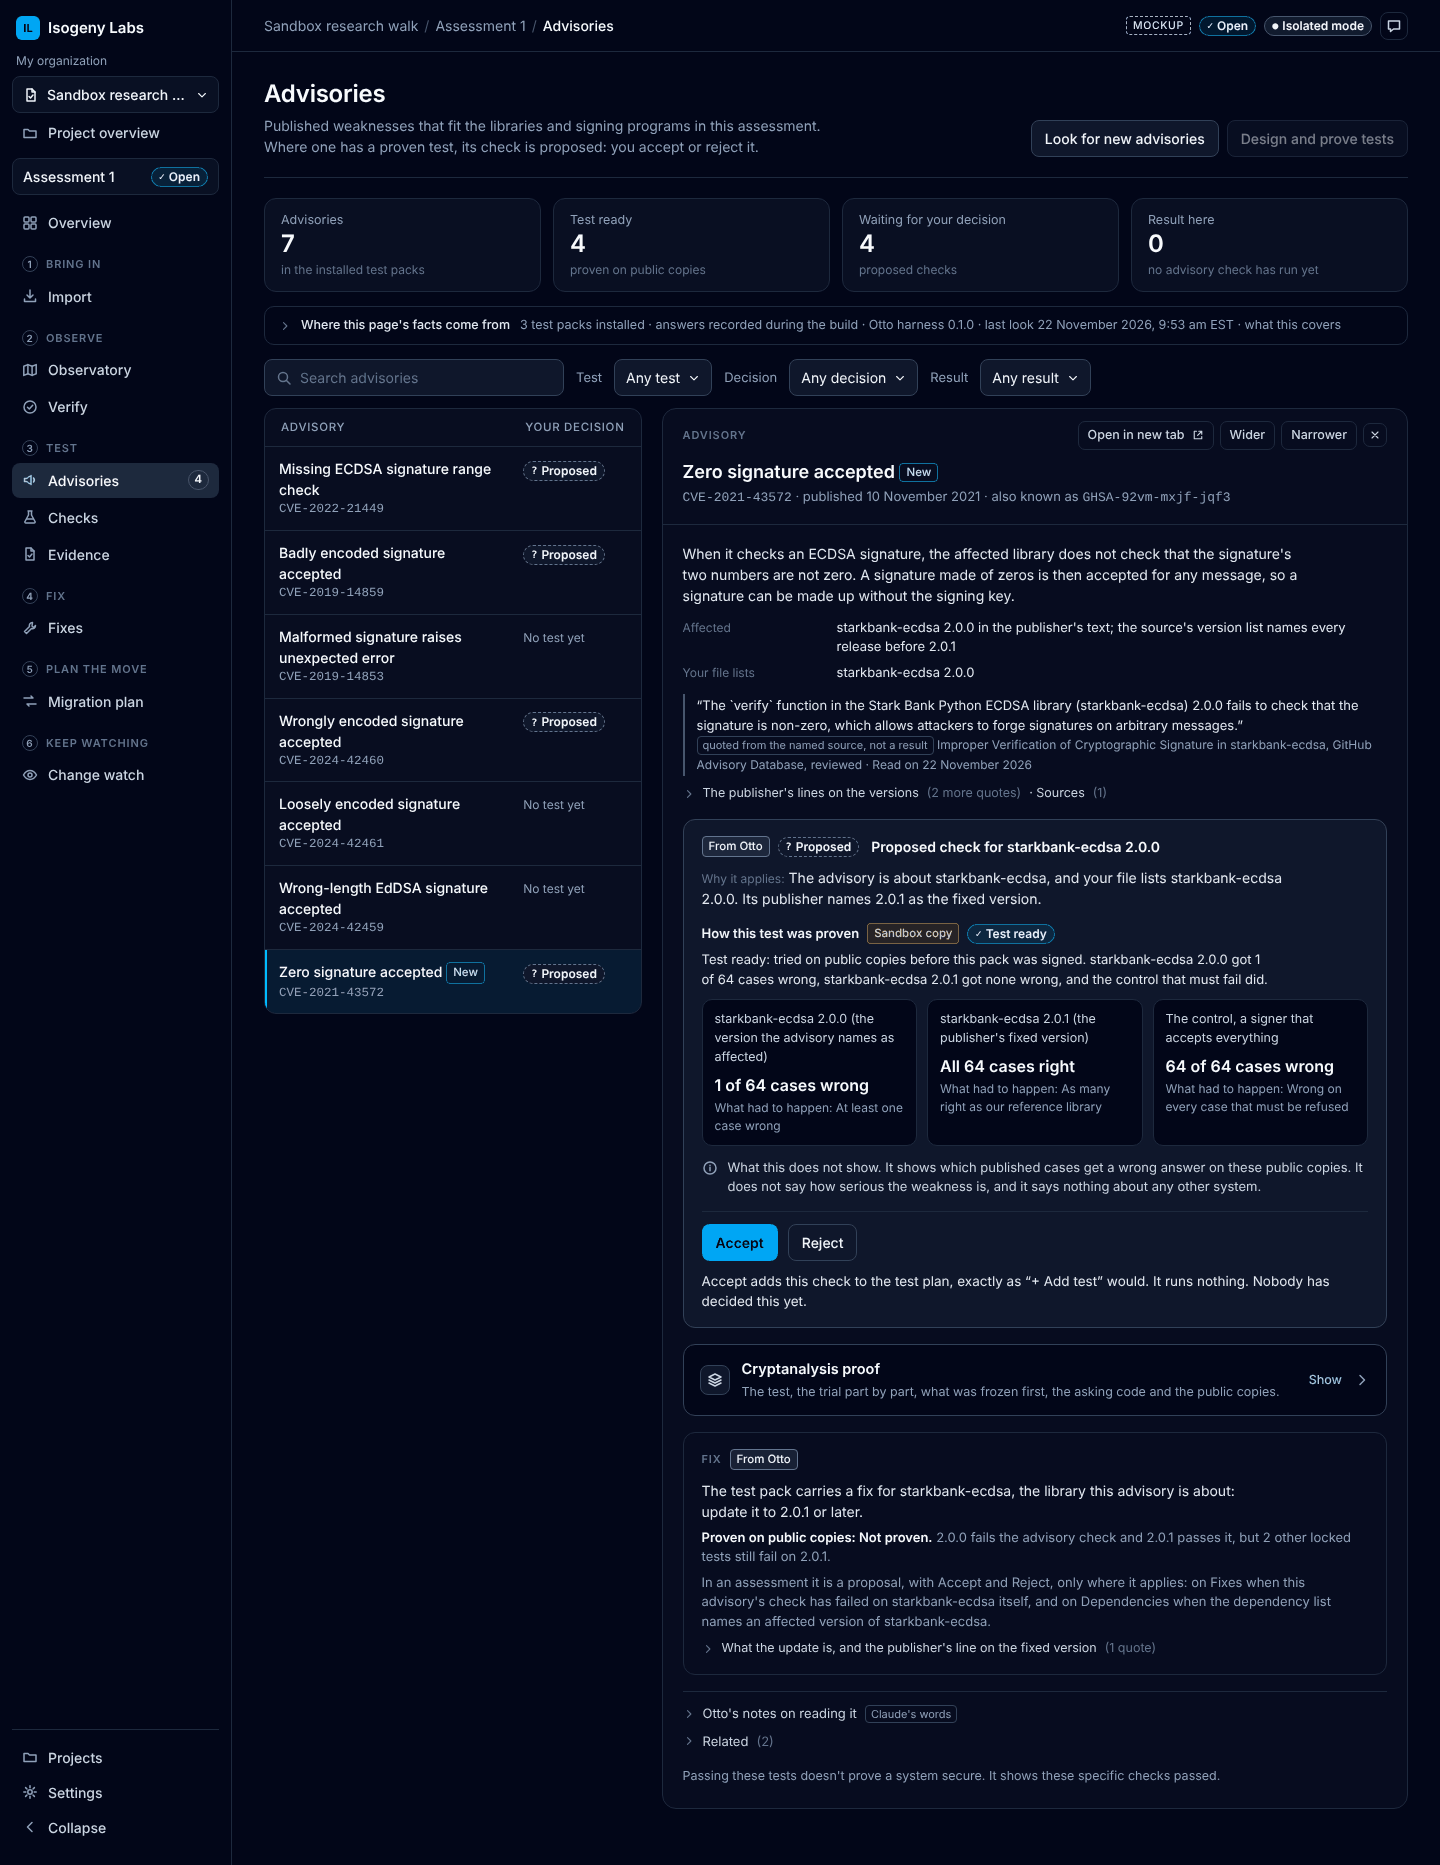 IL Isogeny Labs
My organization
Sandbox research ...
Project overview
Assessment 1 ✓ Open
Overview
1 BRING IN
Import
2 OBSERVE
Observatory
Verify
3 TEST
Advisories 4
Checks
Evidence
4 FIX
Fixes
5 PLAN THE MOVE
Migration plan
6 KEEP WATCHING
Change watch
Projects
Settings
Collapse
Sandbox research walk / Assessment 1 / Advisories
MOCKUP ✓ Open ● Isolated mode
Advisories
Published weaknesses that fit the libraries and signing programs in this assessment.
Where one has a proven test, its check is proposed: you accept or reject it.
Look for new advisories Design and prove tests
Advisories
7
in the installed test packs
Test ready
4
proven on public copies
Waiting for your decision
4
proposed checks
Result here
0
no advisory check has run yet
Where this page's facts come from 3 test packs installed · answers recorded during the build · Otto harness 0.1.0 · last look 22 November 2026, 9:53 am EST · what this covers
Search advisories Test Any test Decision Any decision Result Any result
ADVISORY YOUR DECISION
Missing ECDSA signature range ? Proposed
check
CVE-2022-21449
Badly encoded signature ? Proposed
accepted
CVE-2019-14859
Malformed signature raises No test yet
unexpected error
CVE-2019-14853
Wrongly encoded signature ? Proposed
accepted
CVE-2024-42460
Loosely encoded signature No test yet
accepted
CVE-2024-42461
Wrong-length EdDSA signature No test yet
accepted
CVE-2024-42459
Zero signature accepted New ? Proposed
CVE-2021-43572
ADVISORY Open in new tab Wider Narrower ✕
Zero signature accepted New
CVE-2021-43572 · published 10 November 2021 · also known as GHSA-92vm-mxjf-jqf3
When it checks an ECDSA signature, the affected library does not check that the signature's
two numbers are not zero. A signature made of zeros is then accepted for any message, so a
signature can be made up without the signing key.
Affected starkbank-ecdsa 2.0.0 in the publisher's text; the source's version list names every
release before 2.0.1
Your file lists starkbank-ecdsa 2.0.0
“The `verify` function in the Stark Bank Python ECDSA library (starkbank-ecdsa) 2.0.0 fails to check that the
signature is non-zero, which allows attackers to forge signatures on arbitrary messages.”
quoted from the named source, not a result Improper Verification of Cryptographic Signature in starkbank-ecdsa, GitHub
Advisory Database, reviewed · Read on 22 November 2026
The publisher's lines on the versions (2 more quotes) · Sources (1)
From Otto ? Proposed Proposed check for starkbank-ecdsa 2.0.0
Why it applies: The advisory is about starkbank-ecdsa, and your file lists starkbank-ecdsa
2.0.0. Its publisher names 2.0.1 as the fixed version.
How this test was proven Sandbox copy ✓ Test ready
Test ready: tried on public copies before this pack was signed. starkbank-ecdsa 2.0.0 got 1
of 64 cases wrong, starkbank-ecdsa 2.0.1 got none wrong, and the control that must fail did.
starkbank-ecdsa 2.0.0 (the
version the advisory names as
affected)
1 of 64 cases wrong
What had to happen: At least one
case wrong
starkbank-ecdsa 2.0.1 (the
publisher's fixed version)
All 64 cases right
What had to happen: As many
right as our reference library
The control, a signer that
accepts everything
64 of 64 cases wrong
What had to happen: Wrong on
every case that must be refused
What this does not show. It shows which published cases get a wrong answer on these public copies. It
does not say how serious the weakness is, and it says nothing about any other system.
Accept Reject
Accept adds this check to the test plan, exactly as “+ Add test” would. It runs nothing. Nobody has
decided this yet.
Cryptanalysis proof
The test, the trial part by part, what was frozen first, the asking code and the public copies.
Show
FIX From Otto
The test pack carries a fix for starkbank-ecdsa, the library this advisory is about:
update it to 2.0.1 or later.
Proven on public copies: Not proven. 2.0.0 fails the advisory check and 2.0.1 passes it, but 2 other locked
tests still fail on 2.0.1.
In an assessment it is a proposal, with Accept and Reject, only where it applies: on Fixes when this
advisory's check has failed on starkbank-ecdsa itself, and on Dependencies when the dependency list
names an affected version of starkbank-ecdsa.
What the update is, and the publisher's line on the fixed version (1 quote)
Otto's notes on reading it Claude's words
Related (2)
Passing these tests doesn't prove a system secure. It shows these specific checks passed.